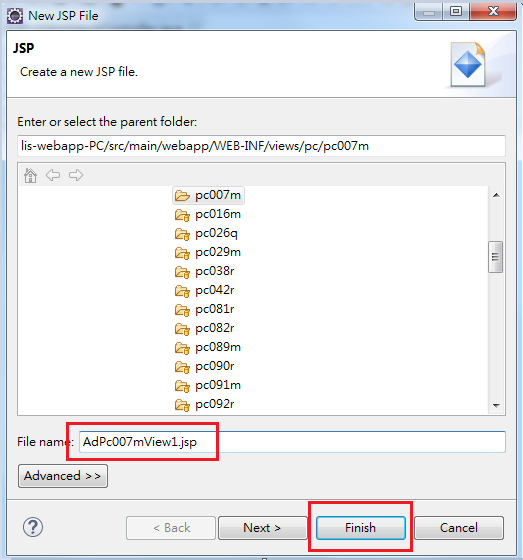 New JSP File
JSP
Create a new JSP file.
Enter or select the parent folder:
lis-webapp-PC/src/main/webapp/WEB-INF/views/pc/pc007m
pc007m
pc016m
pc026q
pc029m
pc038r
pc042r
pc081r
pc082r
pc089m
pc090r
pc091m
pc092r
File name: AdPc007mView1.jsp
Advanced >>
? < Back Next > Finish Cancel